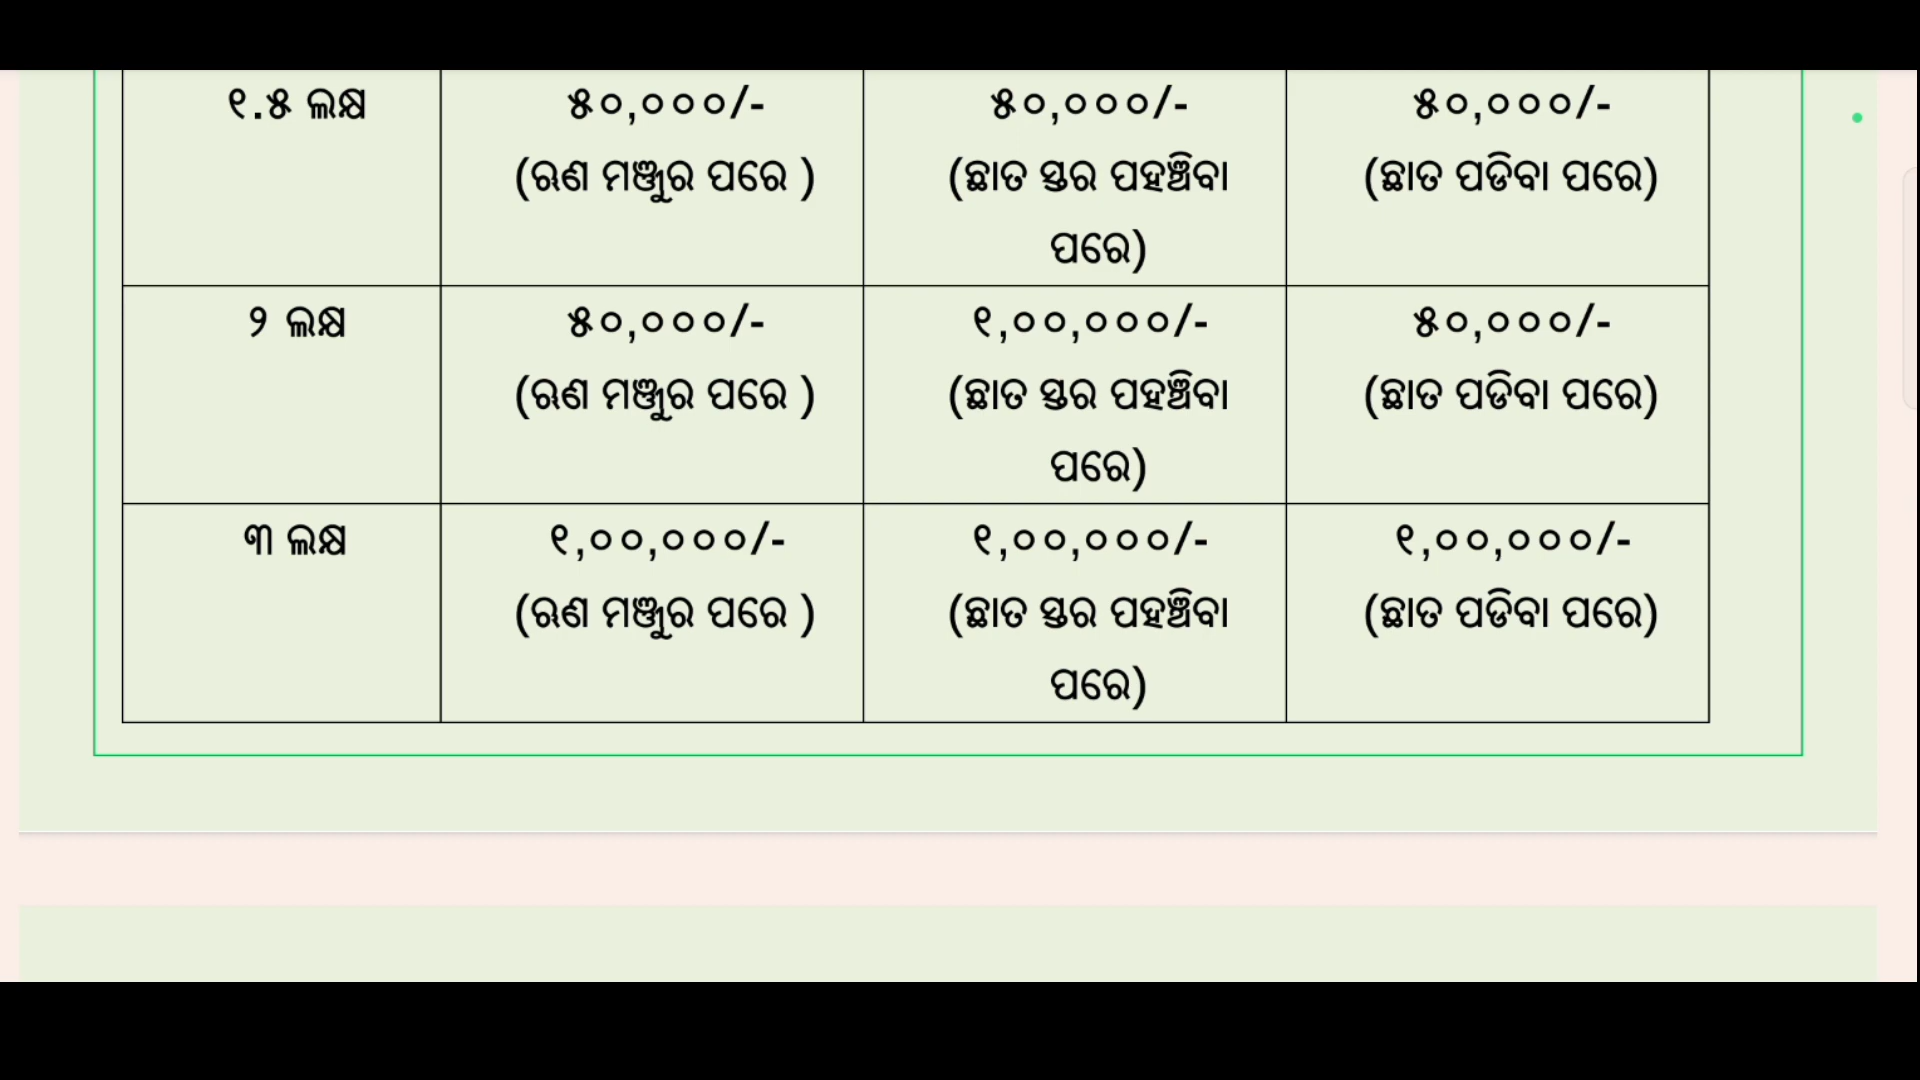 ୧.୫ ଲକ୍ଷ ୫୦,୦୦୦/- ୫୦,୦୦୦/- ୫୦,୦୦୦/-
(ଋଣ ମଞ୍ଜୁର ପରେ ) (ଛାତ ସ୍ତର ପହଞ୍ଚିବା (ଛାତ ପଡିବା ପରେ)
ପରେ)
୨ ଲକ୍ଷ ୫୦,୦୦୦/- ୧,୦୦,୦୦୦/- ୫୦,୦୦୦/-
(ଋଣ ମଞ୍ଜୁର ପରେ ) (ଛାତ ସ୍ତର ପହଞ୍ଚିବା (ଛାତ ପଡିବା ପରେ)
ପରେ)
୩ ଲକ୍ଷ ୧,୦୦,୦୦୦/- ୧,୦୦,୦୦୦/- ୧,୦୦,୦୦୦/-
(ଋଣ ମଞ୍ଜୁର ପରେ ) (ଛାତ ସ୍ତର ପହଞ୍ଚିବା (ଛାତ ପଡିବା ପରେ)
ପରେ)